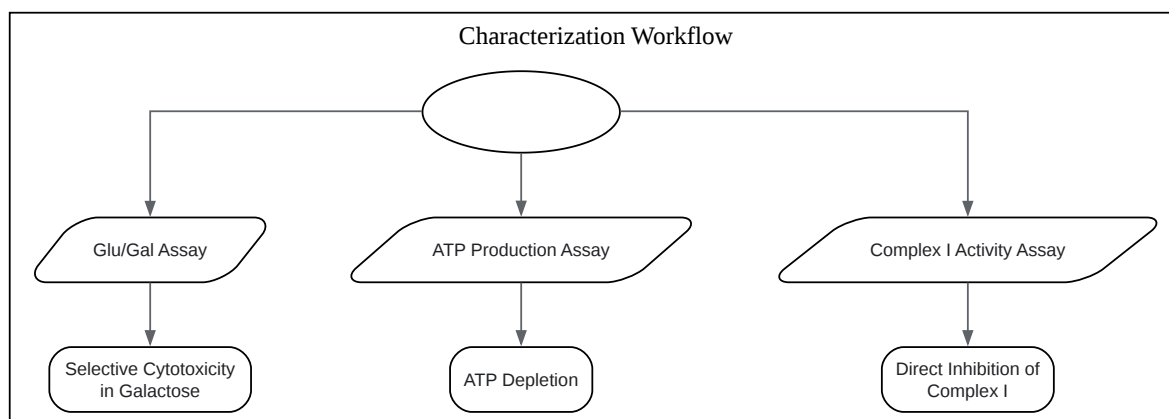 Characterization Workflow
Glu/Gal Assay
ATP Production Assay
Complex I Activity Assay
Selective Cytotoxicity
in Galactose
ATP Depletion
Direct Inhibition of
Complex I